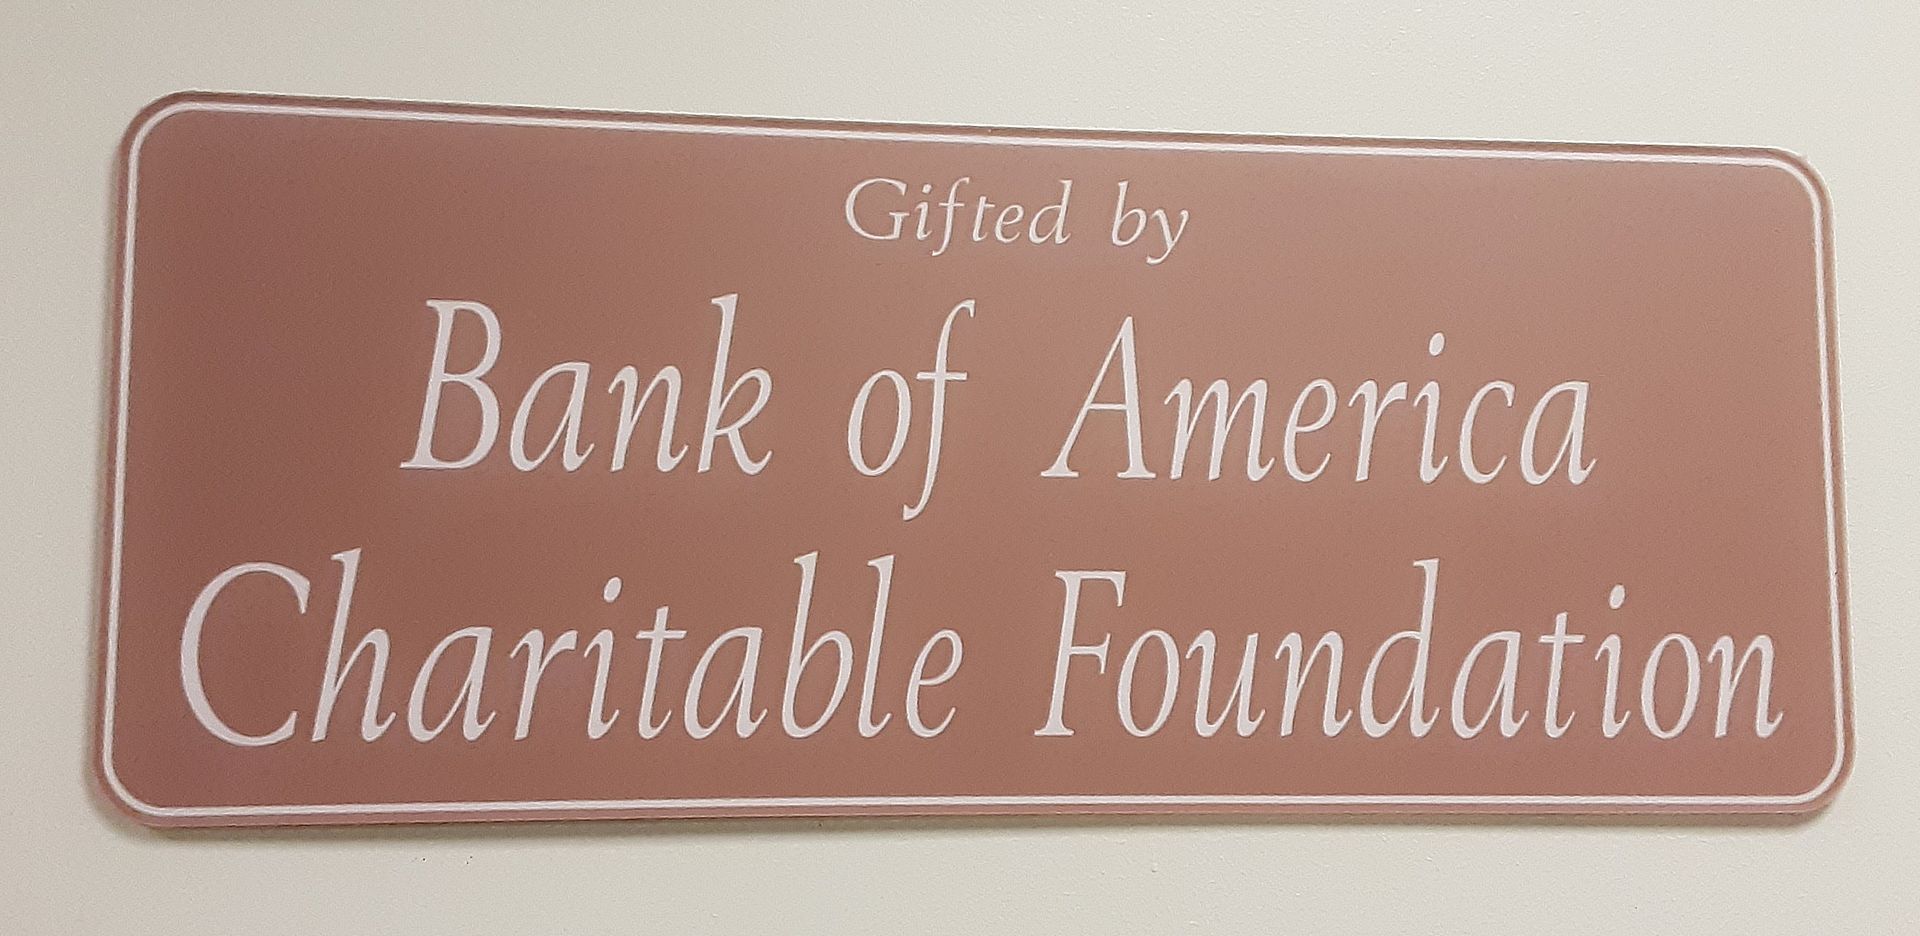 Gifted by
Bank of America
Charitable Foundation